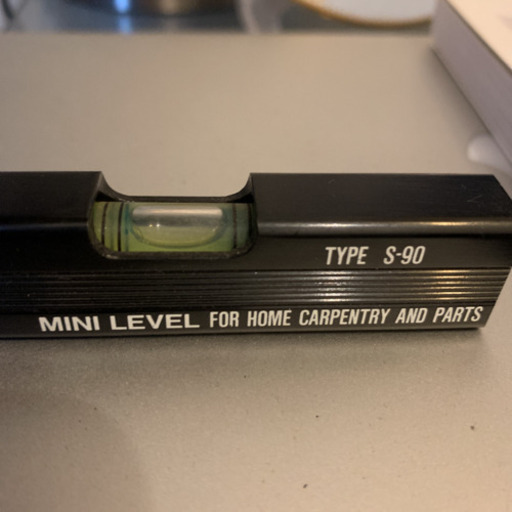 TYPE S-90
MINI LEVEL FOR HOME CARPENTRY AND PARTS